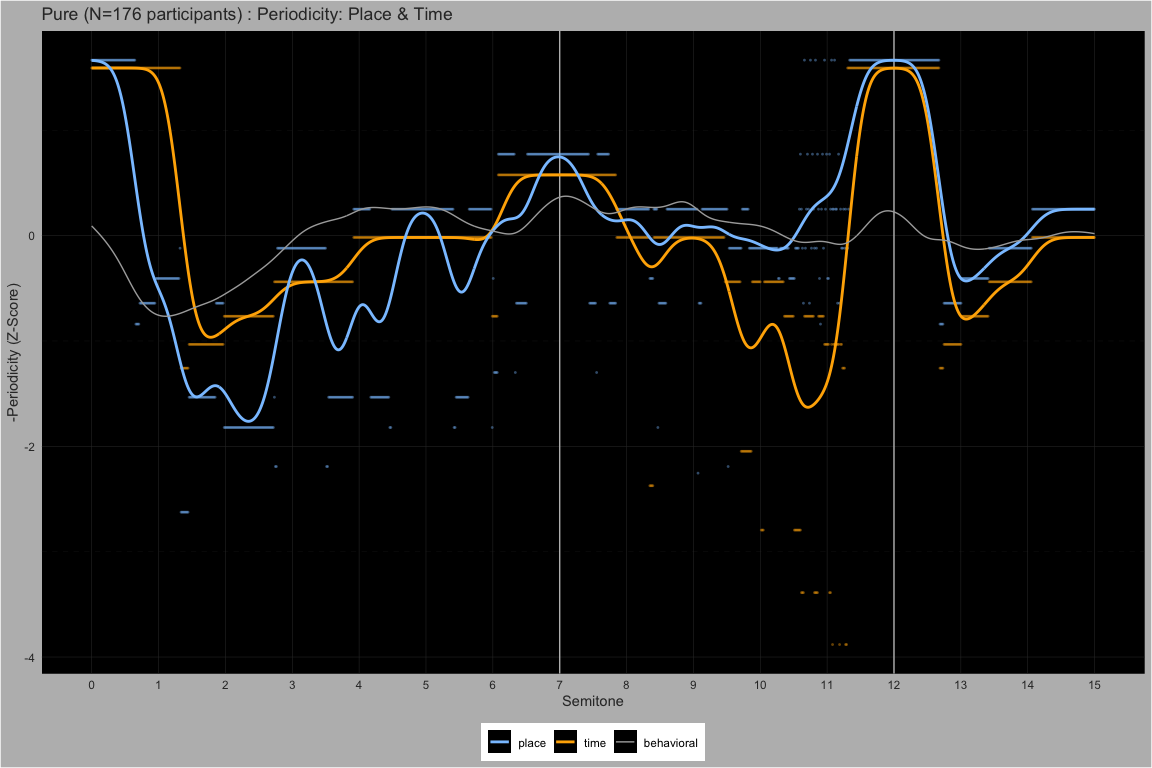 Pure (N=176 participants) : Periodicity: Place & Time
-Periodicity (Z-Score)
0
-2
-4
0 1 2 3 4 5 6 7 8 9 10 11 12 13 14 15
Semitone
place time behavioral